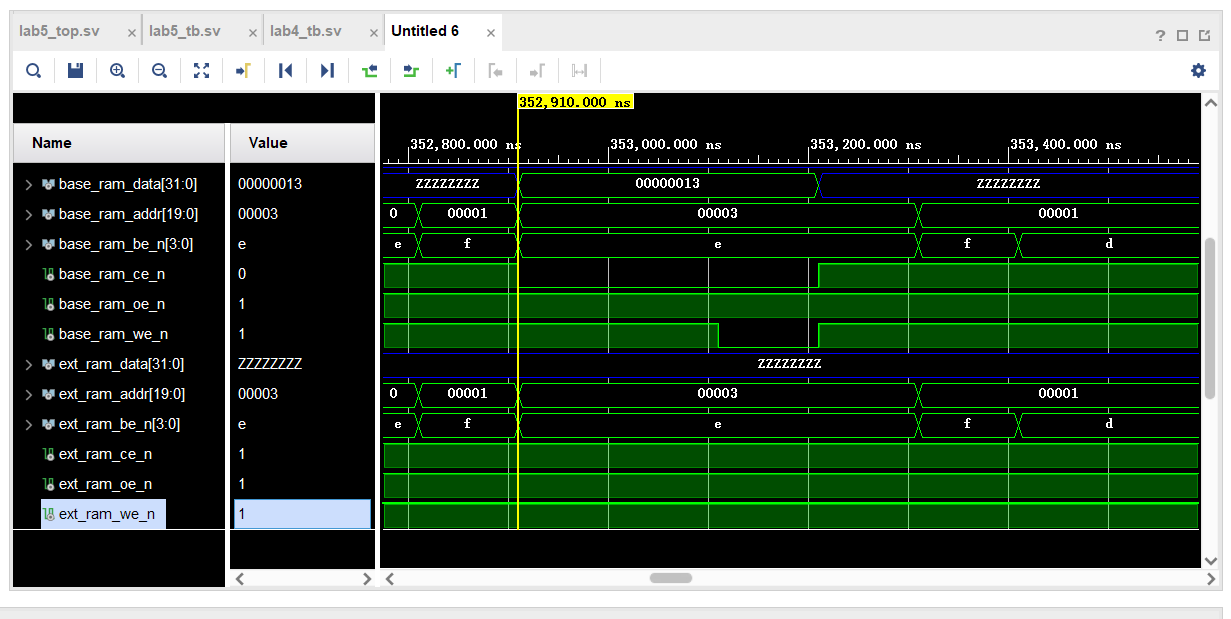 lab5_top.sv × lab5_tb.sv × lab4_tb.sv × Untitled 6 ×
?
352,910.000 ns
Name Value 352,800.000 ns 353,000.000 ns 353,200.000 ns 353,400.000 ns
base_ram_data[31:0] 00000013 ZZZZZZZZ 00000013 ZZZZZZZZ
base_ram_addr[19:0] 00003 0 00001 00003 00001
base_ram_be_n[3:0] e e f e f d
base_ram_ce_n 0
base_ram_oe_n 1
base_ram_we_n 1
ext_ram_data[31:0] ZZZZZZZZ ZZZZZZZZ
ext_ram_addr[19:0] 00003 0 00001 00003 00001
ext_ram_be_n[3:0] e e f e f d
ext_ram_ce_n 1
ext_ram_oe_n 1
ext_ram_we_n 1